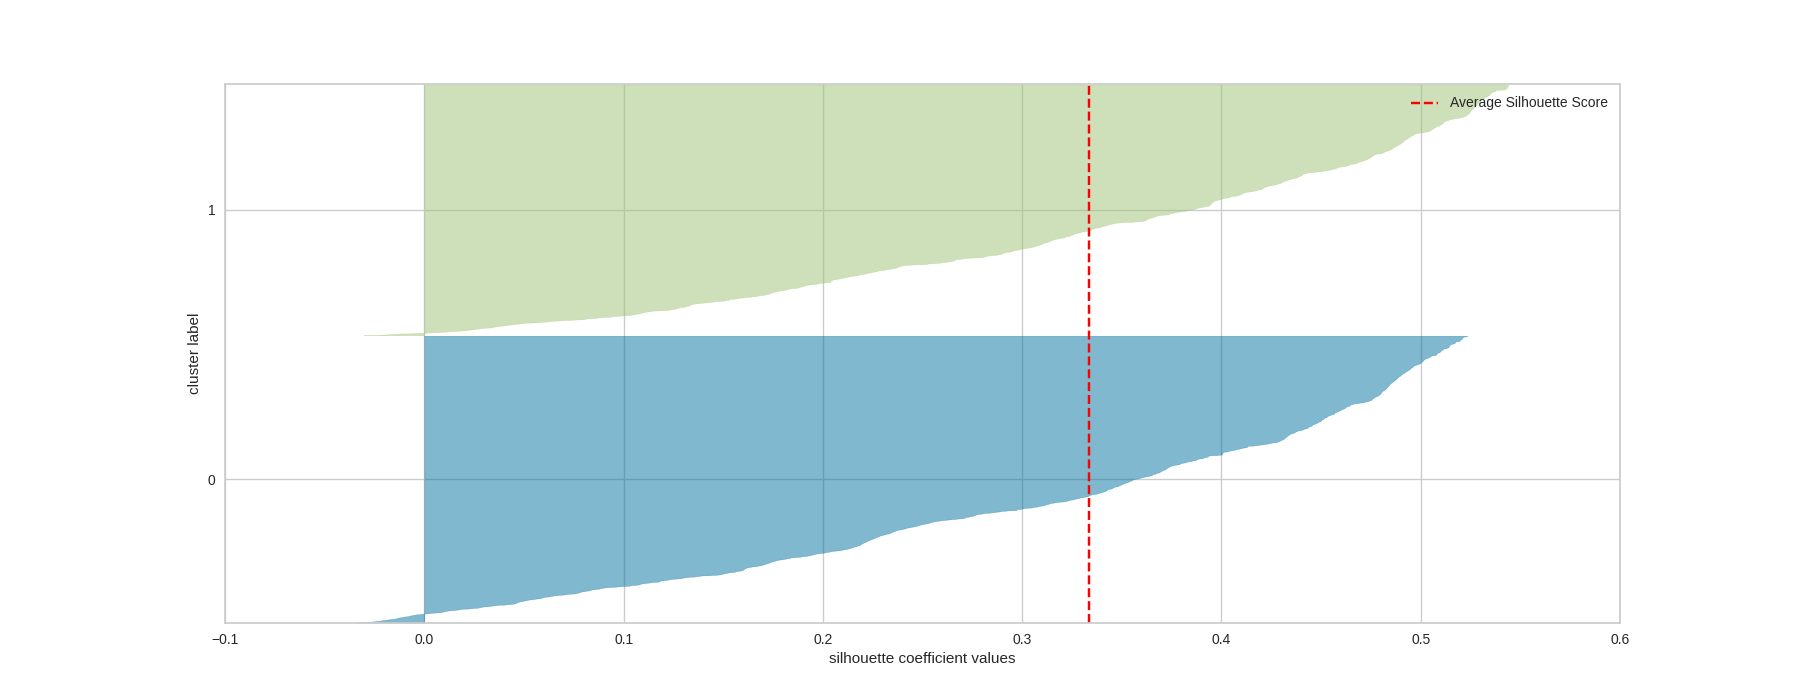 Average Silhouette Score
1
cluster label
0
−0.1 0.0 0.1 0.2 0.3 0.4 0.5 0.6
silhouette coefficient values